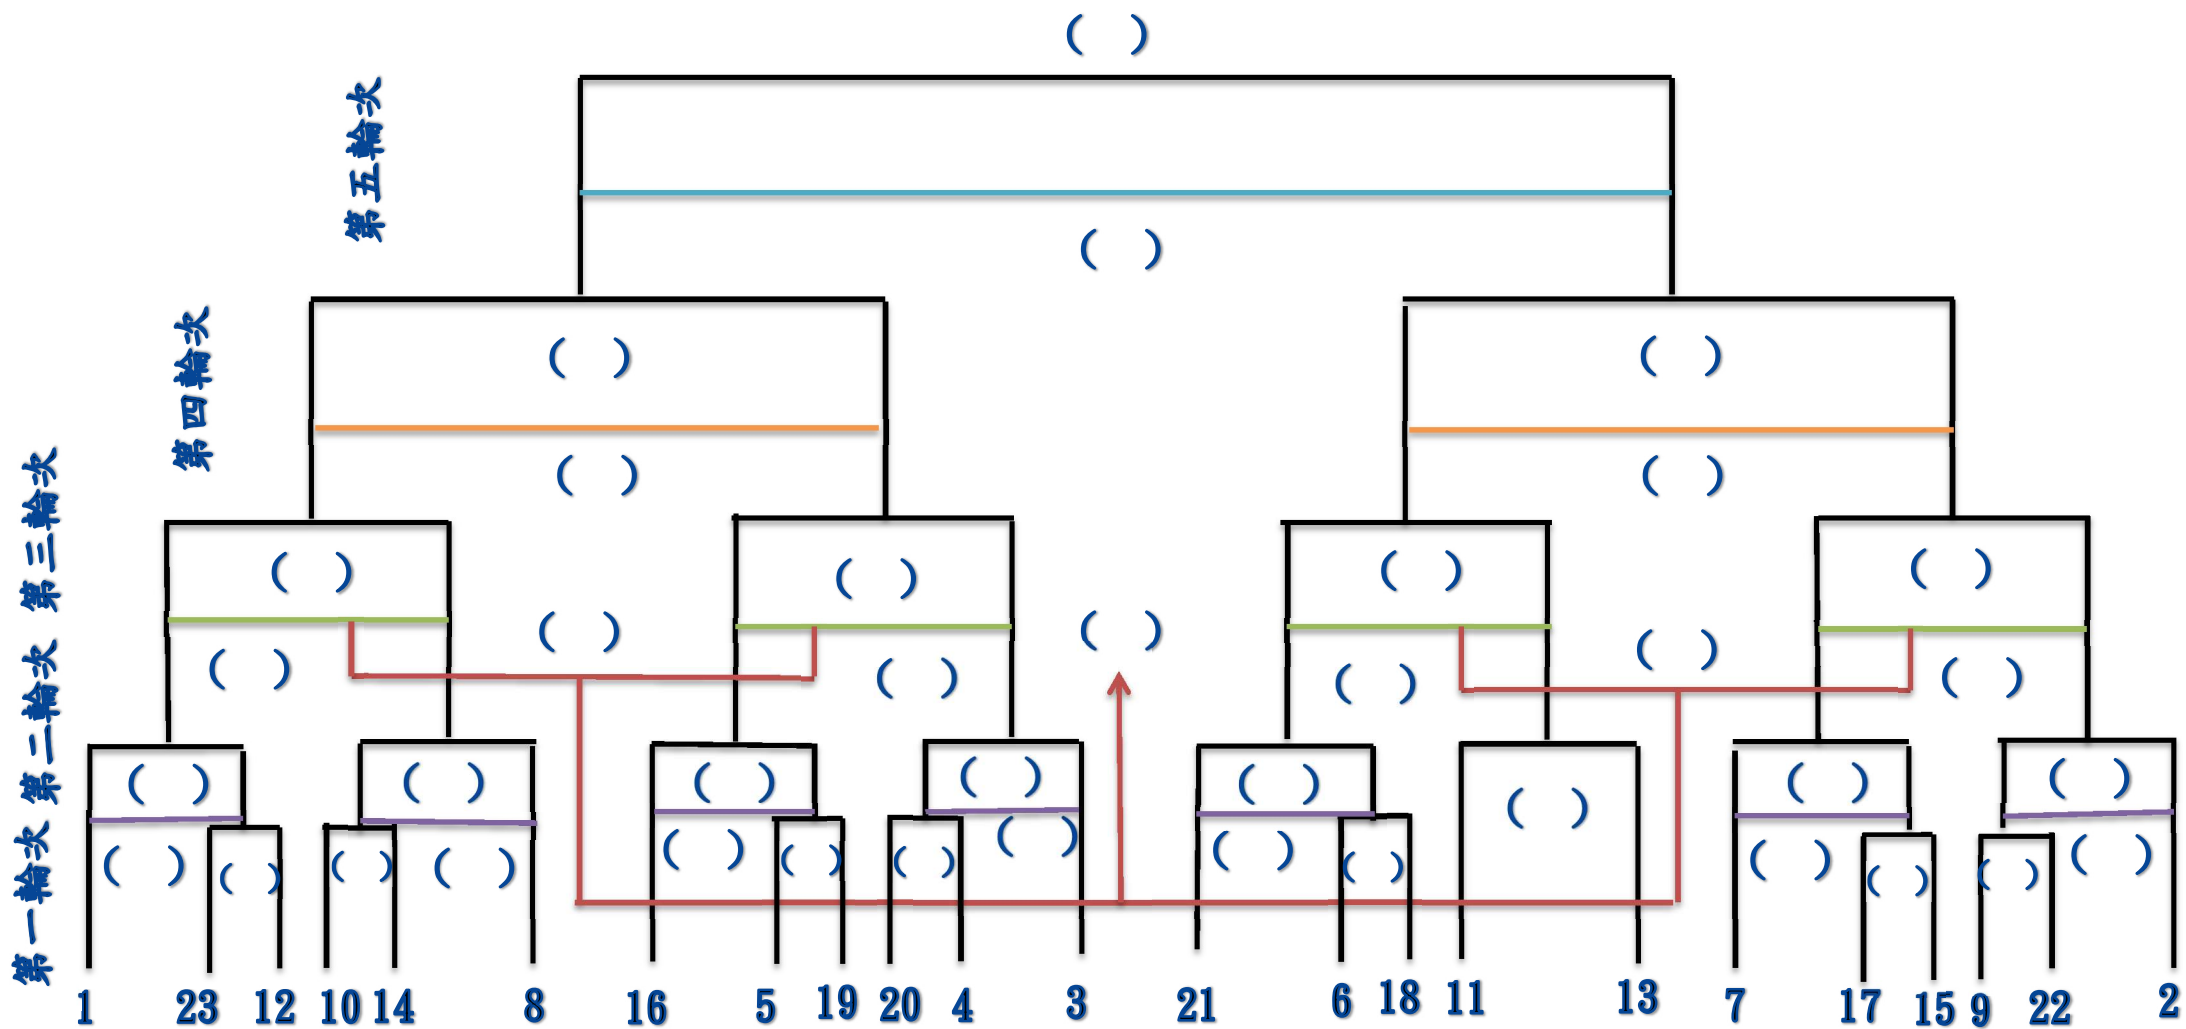 (  )
第五輪次
(  )
第四輪次
(  ) (  )
(  ) (  )
第三輪次
(  ) (  ) (  ) (  )
(  ) (  ) (  )
(  ) (  ) (  ) (  )
第二輪次
(  ) (  ) (  ) (  ) (  ) (  ) (  ) (  )
第一輪次
(  ) (  ) (  ) (  ) (  ) (  ) (  ) (  ) (  ) (  ) (  ) (  ) (  ) (  )
1 23 12 10 14 8 16 5 19 20 4 3 21 6 18 11 13 7 17 15 9 22 2